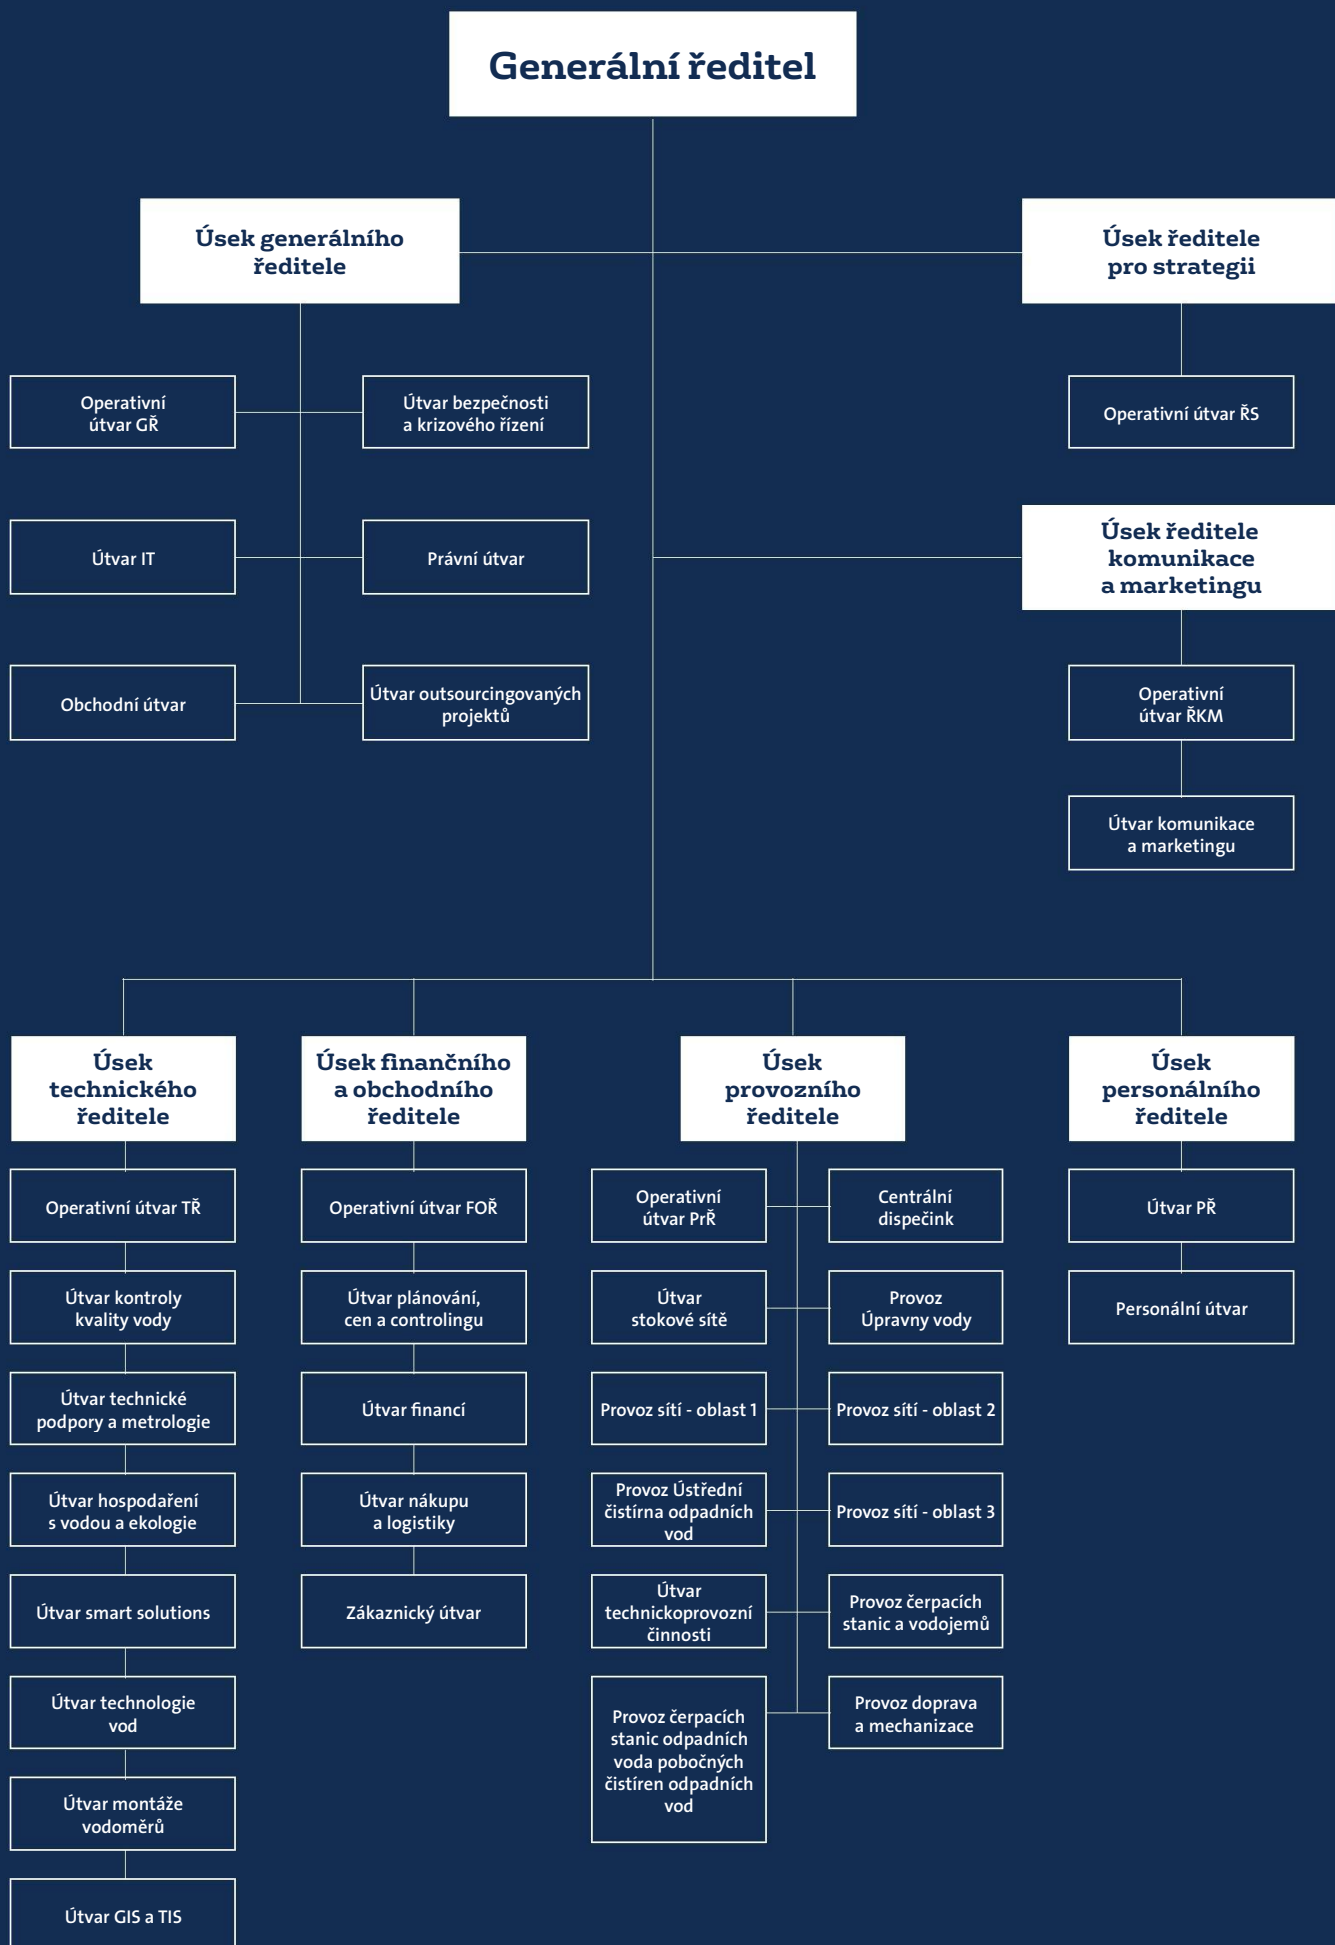 Generální ředitel
Úsek generálního
ředitele
Úsek ředitele
pro strategii
Operativní
útvar GŘ
Útvar bezpečnosti
a krizového řízení
Operativní útvar ŘS
Útvar IT
Právní útvar
Úsek ředitele
komunikace
a marketingu
Obchodní útvar
Útvar outsourcingovaných
projektů
Operativní
útvar ŘKM
Útvar komunikace
a marketingu
Úsek
technického
ředitele
Úsek finančního
a obchodního
ředitele
Úsek
provozního
ředitele
Úsek
personálního
ředitele
Operativní útvar TŘ
Operativní útvar FOŘ
Operativní
útvar PrŘ
Centrální
dispečink
Útvar PŘ
Útvar kontroly
kvality vody
Útvar plánování,
cen a controlingu
Útvar
stokové sítě
Provoz
Úpravny vody
Personální útvar
Útvar technické
podpory a metrologie
Útvar financí
Provoz sítí - oblast 1
Provoz sítí - oblast 2
Útvar hospodaření
s vodou a ekologie
Útvar nákupu
a logistiky
Provoz Ústřední
čistírna odpadních
vod
Provoz sítí - oblast 3
Útvar smart solutions
Zákaznický útvar
Útvar
technickoprovozní
činnosti
Provoz čerpacích
stanic a vodojemů
Útvar technologie
vod
Provoz čerpacích
stanic odpadních
voda pobočných
čistíren odpadních
vod
Provoz doprava
a mechanizace
Útvar montáže
vodoměrů
Útvar GIS a TIS